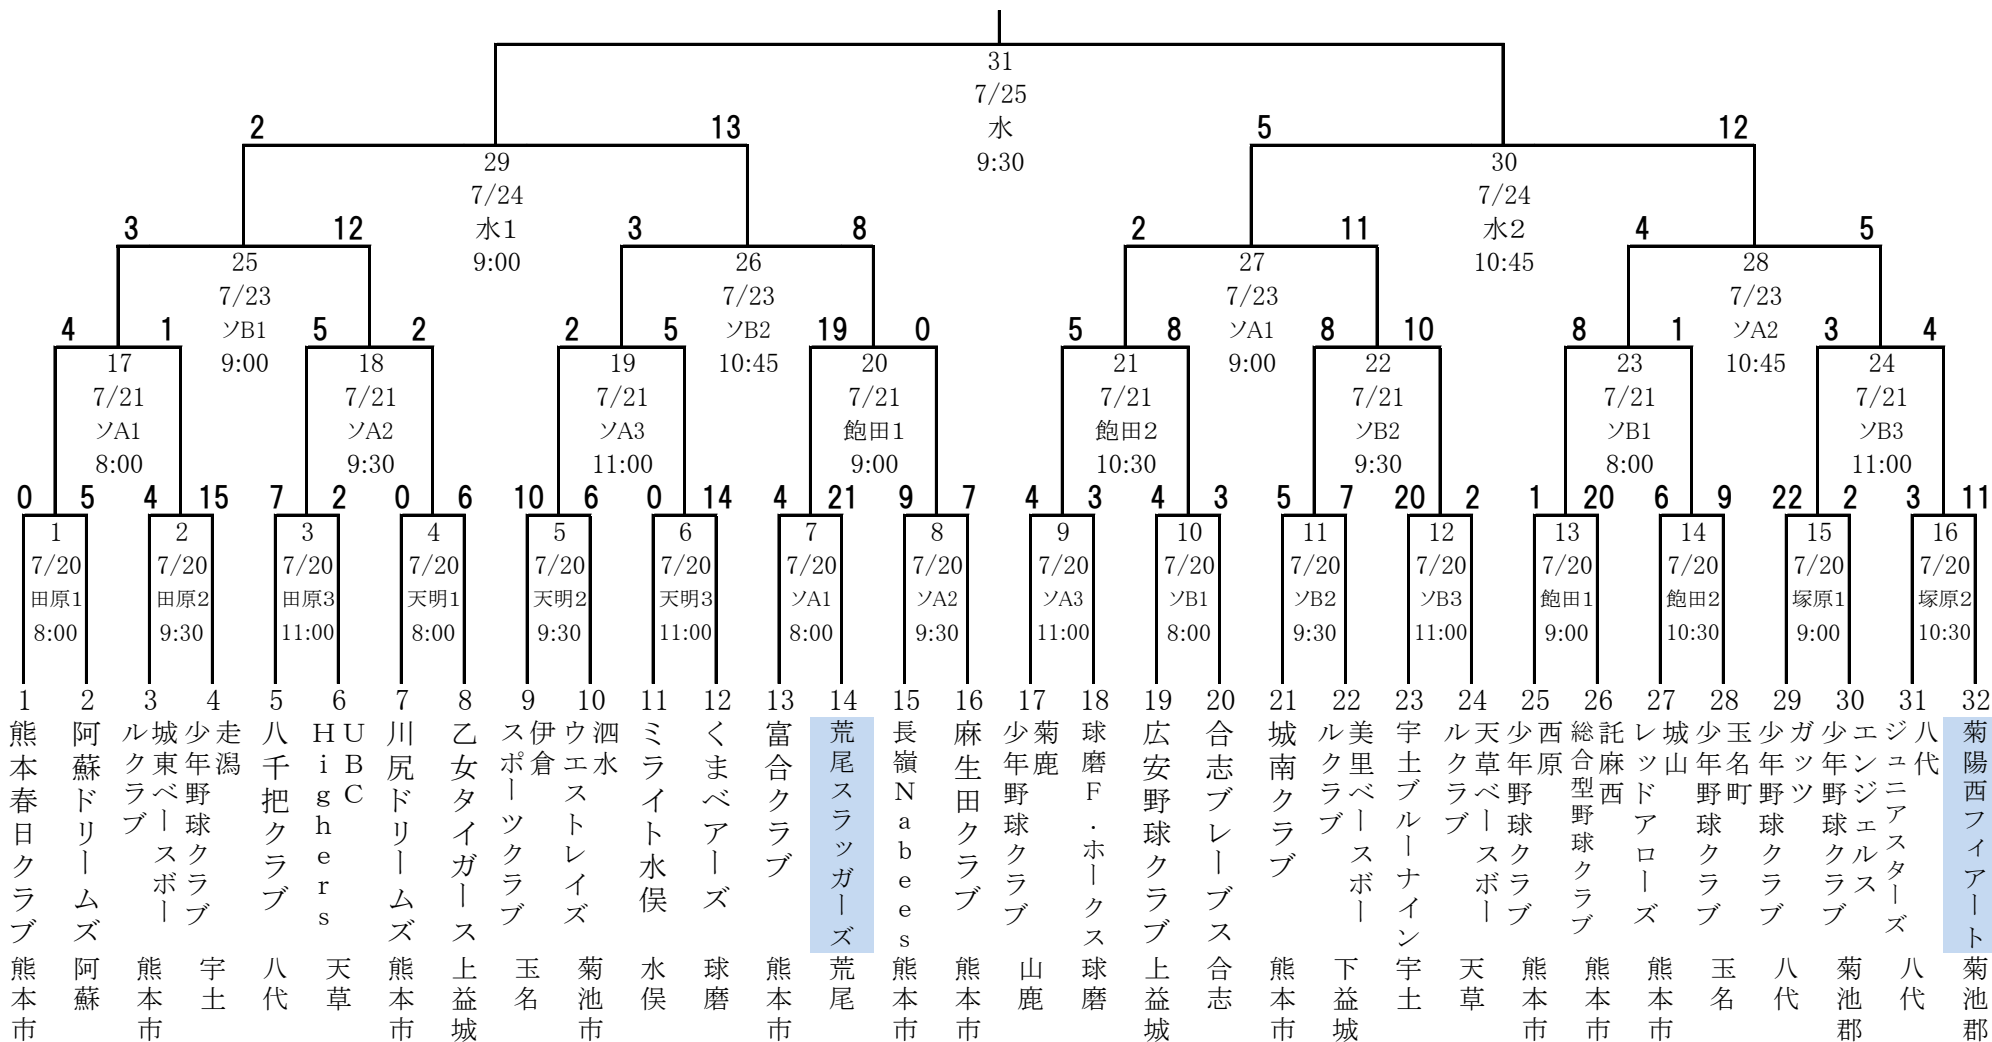 31
7/25
水
9:30
2
13
5
12
29
7/24
水1
9:00
30
7/24
水2
10:45
3
12
3
8
2
11
4
5
25
7/23
ソB1
9:00
26
7/23
ソB2
10:45
27
7/23
ソA1
9:00
28
7/23
ソA2
10:45
4
1
5
2
2
5
19
0
5
8
8
10
8
1
3
4
17
7/21
ソA1
8:00
18
7/21
ソA2
9:30
19
7/21
ソA3
11:00
20
7/21
飽田1
9:00
21
7/21
飽田2
10:30
22
7/21
ソB2
9:30
23
7/21
ソB1
8:00
24
7/21
ソB3
11:00
0
5
4
15
7
2
0
6
10
6
0
14
4
21
9
7
4
3
4
3
5
7
20
2
1
20
6
9
22
2
3
11
1
7/20
田原1
8:00
2
7/20
田原2
9:30
3
7/20
田原3
11:00
4
7/20
天明1
8:00
5
7/20
天明2
9:30
6
7/20
天明3
11:00
7
7/20
ソA1
8:00
8
7/20
ソA2
9:30
9
7/20
ソA3
11:00
10
7/20
ソB1
8:00
11
7/20
ソB2
9:30
12
7/20
ソB3
11:00
13
7/20
飽田1
9:00
14
7/20
飽田2
10:30
15
7/20
塚原1
9:00
16
7/20
塚原2
10:30
1
熊本春日クラブ
熊本市
2
阿蘇ドリームズ
阿蘇
3
城東ベースボー
ルクラブ
熊本市
4
走潟
少年野球クラブ
宇土
5
八千把クラブ
八代
6
UBC
Highers
天草
7
川尻ドリームズ
熊本市
8
乙女タイガース
上益城
9
伊倉
スポーツクラブ
玉名
10
泗水
ウエストレイズ
菊池市
11
ミライト水俣
水俣
12
くまベアーズ
球磨
13
富合クラブ
熊本市
14
荒尾スラッガーズ
荒尾
15
長嶺Nabees
熊本市
16
麻生田クラブ
熊本市
17
菊鹿
少年野球クラブ
山鹿
18
球磨F.ホークス
球磨
19
広安野球クラブ
上益城
20
合志ブレーブス
合志
21
城南クラブ
熊本市
22
美里ベースボー
ルクラブ
下益城
23
宇土ブルーナイン
宇土
24
天草ベースボー
ルクラブ
天草
25
西原
少年野球クラブ
熊本市
26
託麻西
総合型野球クラブ
熊本市
27
城山
レッドアローズ
熊本市
28
玉名町
少年野球クラブ
玉名
29
ガッツ
少年野球クラブ
八代
30
エンジェルス
少年野球クラブ
菊池郡
31
八代
ジュニアスターズ
八代
32
菊陽西フィアート
菊池郡